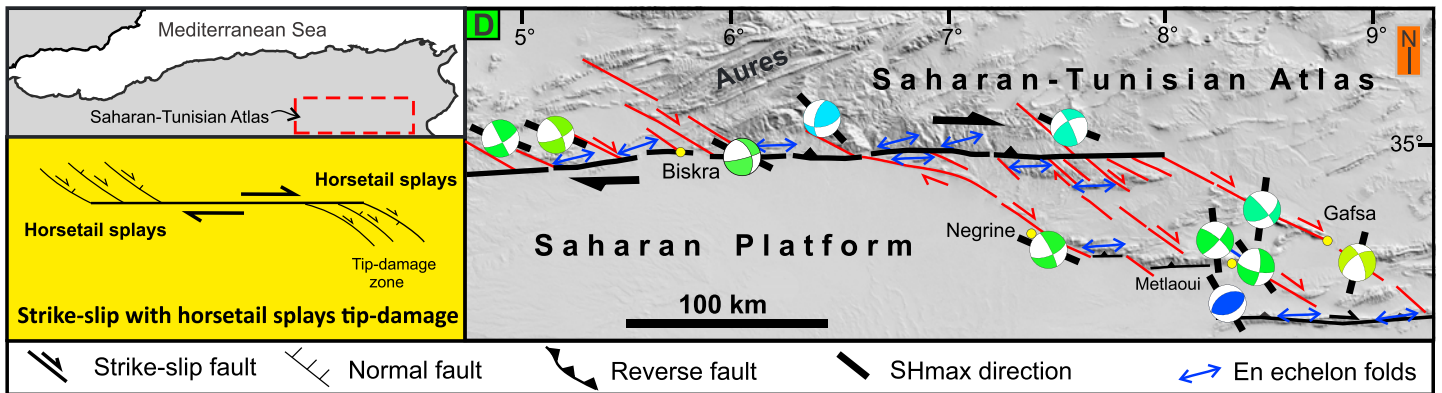 Mediterranean Sea
Saharan-Tunisian Atlas
Horsetail splays
Horsetail splays
Tip-damage
zone
Strike-slip with horsetail splays tip-damage
D
5°
6°
7°
8°
9°
N
Aures
Saharan-Tunisian Atlas
35°
Biskra
Saharan Platform
Negrine
Gafsa
Metlaoui
100 km
Strike-slip fault
Normal fault
Reverse fault
SHmax direction
En echelon folds